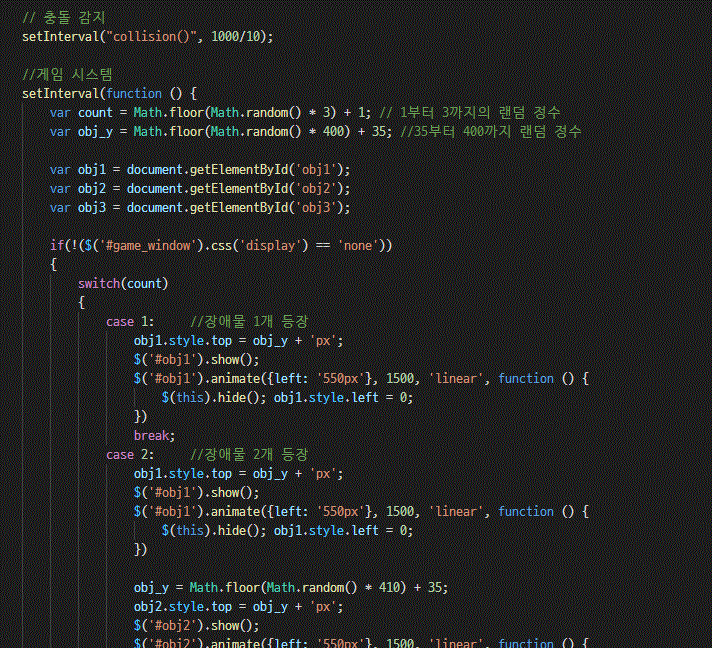 // 충돌 감지
setInterval("collision()", 1000/10);
//게임 시스템
setInterval(function () {
var count = Math.floor(Math.random() * 3) + 1; // 1부터 3까지의 랜덤 정수
var obj_y = Math.floor(Math.random() * 400) + 35; //35부터 400까지 랜덤 정수
var obj1 = document.getElementById('obj1');
var obj2 = document.getElementById('obj2');
var obj3 = document.getElementById('obj3');
if(!($('#game_window').css('display') == 'none'))
{
switch(count)
{
case 1: //장애물 1개 등장
obj1.style.top = obj_y + 'px';
$('#obj1').show();
$('#obj1').animate({left: '550px'}, 1500, 'linear', function () {
$(this).hide(); obj1.style.left = 0;
})
break;
case 2: //장애물 2개 등장
obj1.style.top = obj_y + 'px';
$('#obj1').show();
$('#obj1').animate({left: '550px'}, 1500, 'linear', function () {
$(this).hide(); obj1.style.left = 0;
})
obj_y = Math.floor(Math.random() * 410) + 35;
obj2.style.top = obj_y + 'px';
$('#obj2').show();
$('#obj2').animate({left: '550px'}, 1500, 'linear', function () {